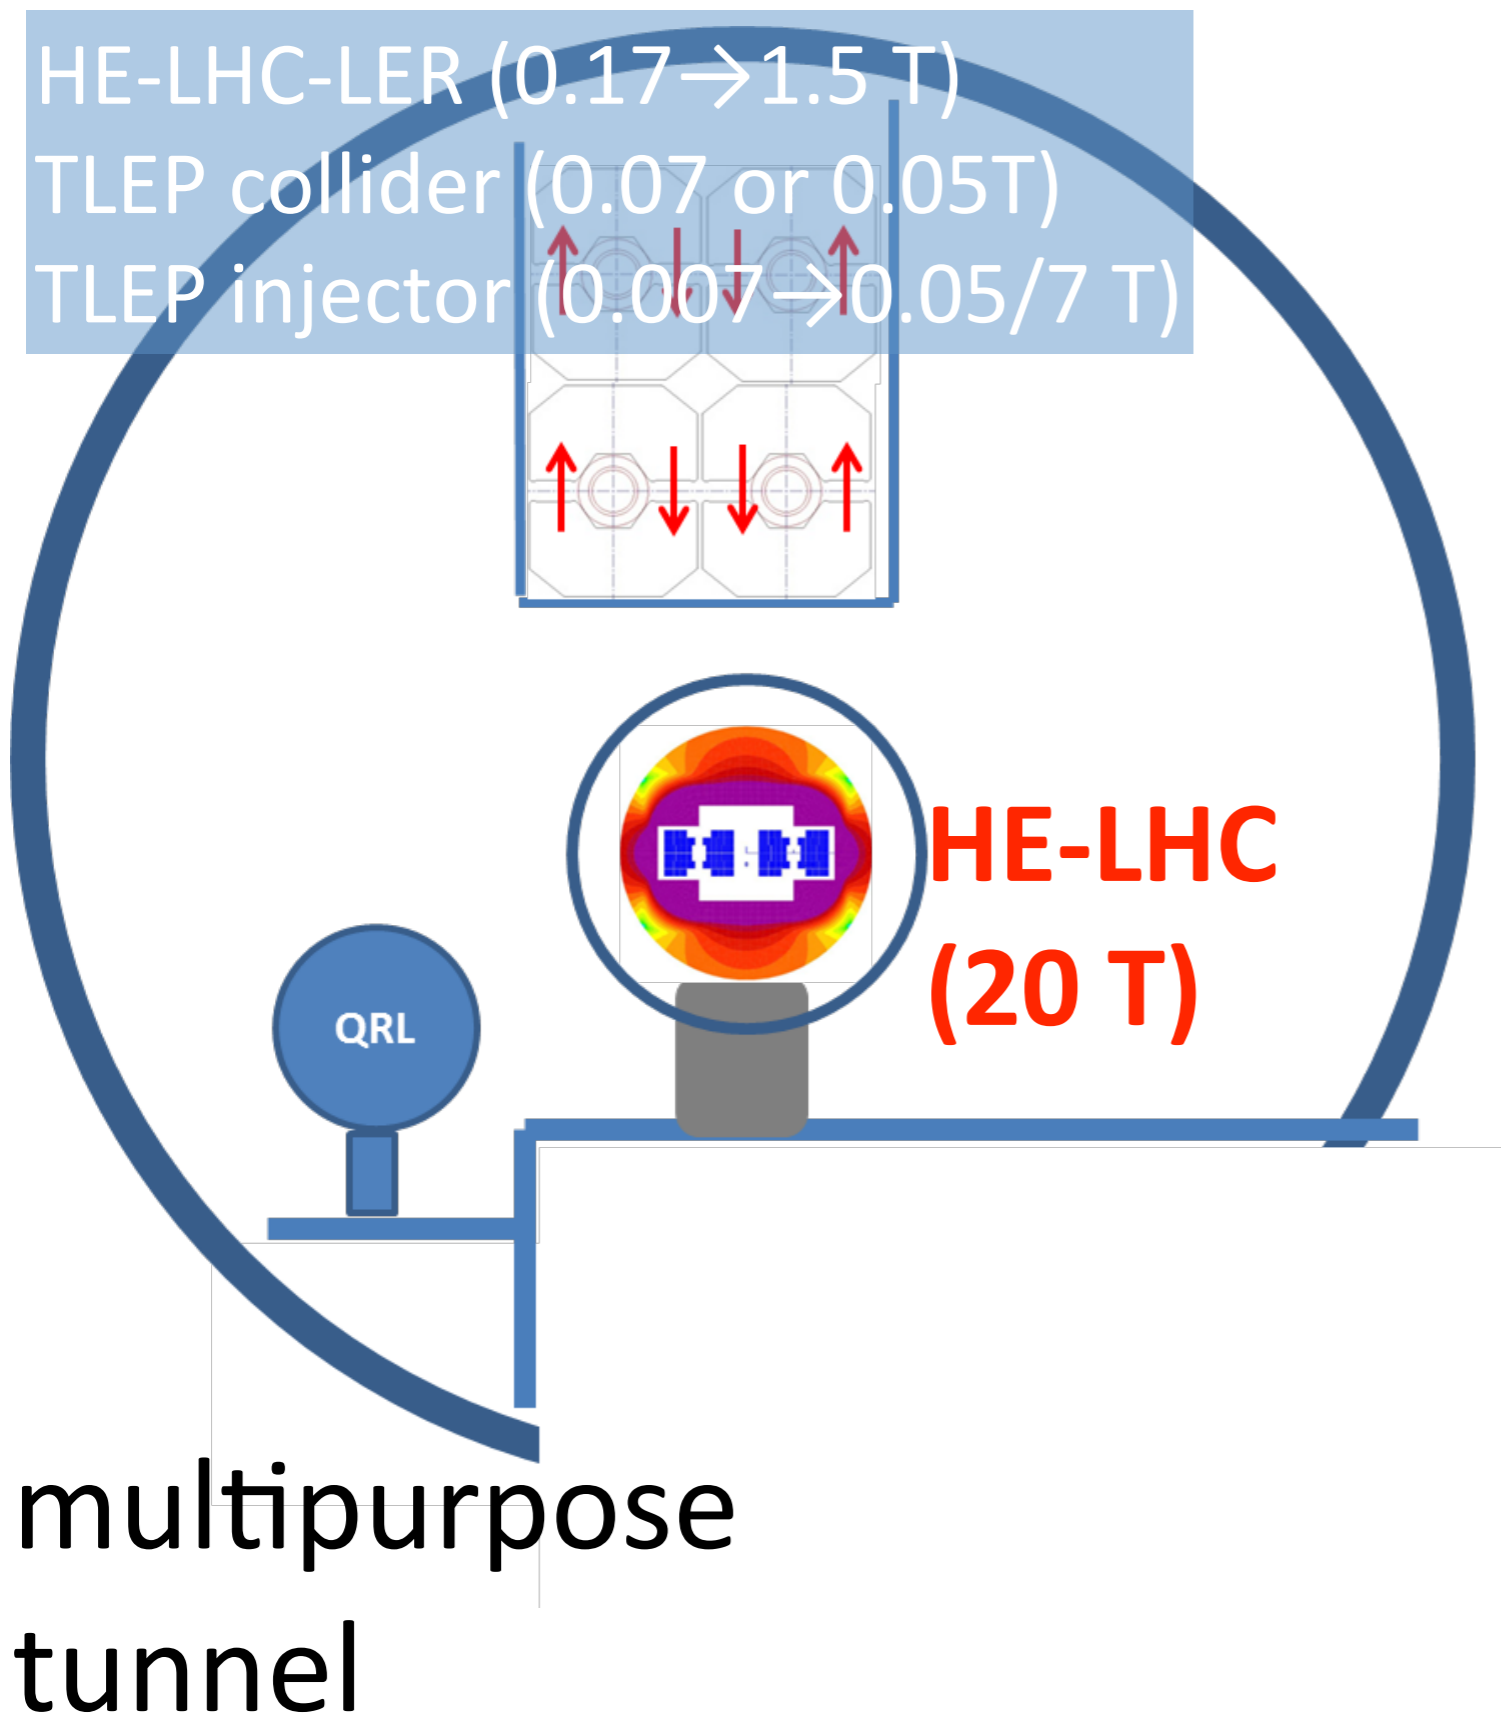 HE-LHC-LER (0.17→1.5 T)
TLEP collider (0.07 or 0.05T)
TLEP injector (0.007→0.05/7 T)
HE-LHC
(20 T)
QRL
multipurpose
tunnel